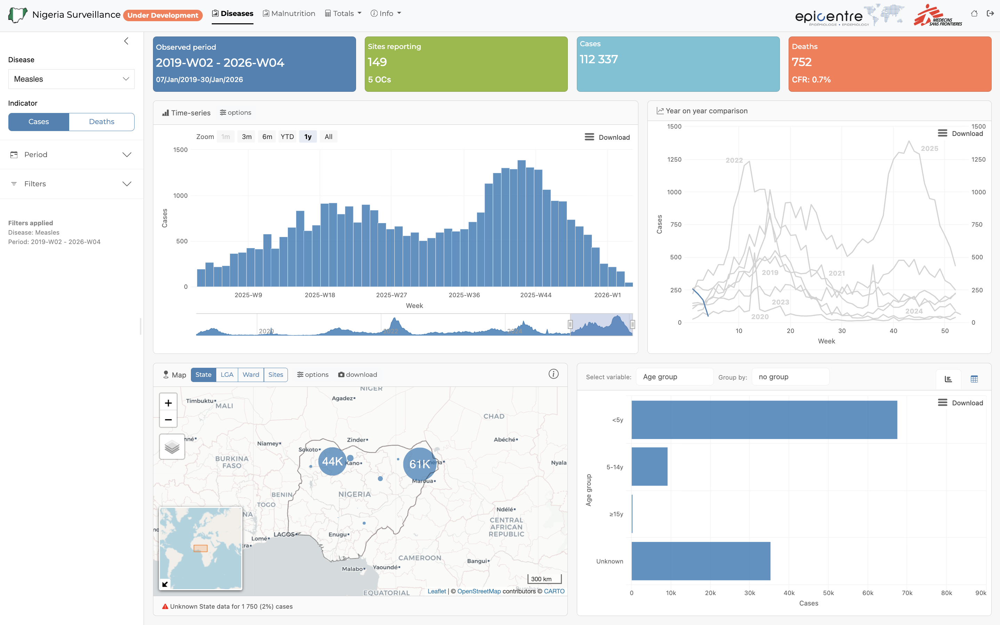 Nigeria Surveillance Under Development
Diseases Malnutrition Totals Info
epicentre
ÉPIDÉMIOLOGIE • EPIDEMIOLOGY
MEDECINS
SANS FRONTIERES
Disease
Measles
Indicator
Cases Deaths
Period
Filters
Filters applied
Disease: Measles
Period: 2019-W02 - 2026-W04
Observed period
2019-W02 - 2026-W04
07/Jan/2019-30/Jan/2026
Sites reporting
149
5 OCs
Cases
112 337
Deaths
752
CFR: 0.7%
Time-series options
Zoom 1m 3m 6m YTD 1y All
Download
1500
1000
500
0
Cases
2025-W9 2025-W18 2025-W27 2025-W36 2025-W44 2026-W1
Week
2020 2022 2024
Year on year comparison
Download
1500 1500
1250 1250
1000 1000
750 750
500 500
250 250
0 0
Cases
2022
2025
2019
2021
2023
2024
2020
10 20 30 40 50
Week
Map State LGA Ward Sites options download
+
−
NIGER
Timbuktu
Agadez
MALI
CHAD
né
Zinder
Abéché
Niamey
Sokoto
44K
Kano
61K
Nyala
BURKINA
FASO
Maroua
BENIN
NIGERIA
TOGO
NA
Ndélé
CENTRAL
AFRICAN
REPUBLIC
LAGOS
Lomé
Enugu
cra
CAMEROON
Bangui
Malabo
Yaoundé
300 km
EQUATORIAL
Leaflet | © OpenStreetMap contributors © CARTO
Unknown State data for 1 750 (2%) cases
Select variable: Age group Group by: no group
Download
Age group
<5y
5-14y
≥15y
Unknown
0 10k 20k 30k 40k 50k 60k 70k 80k 90k
Cases